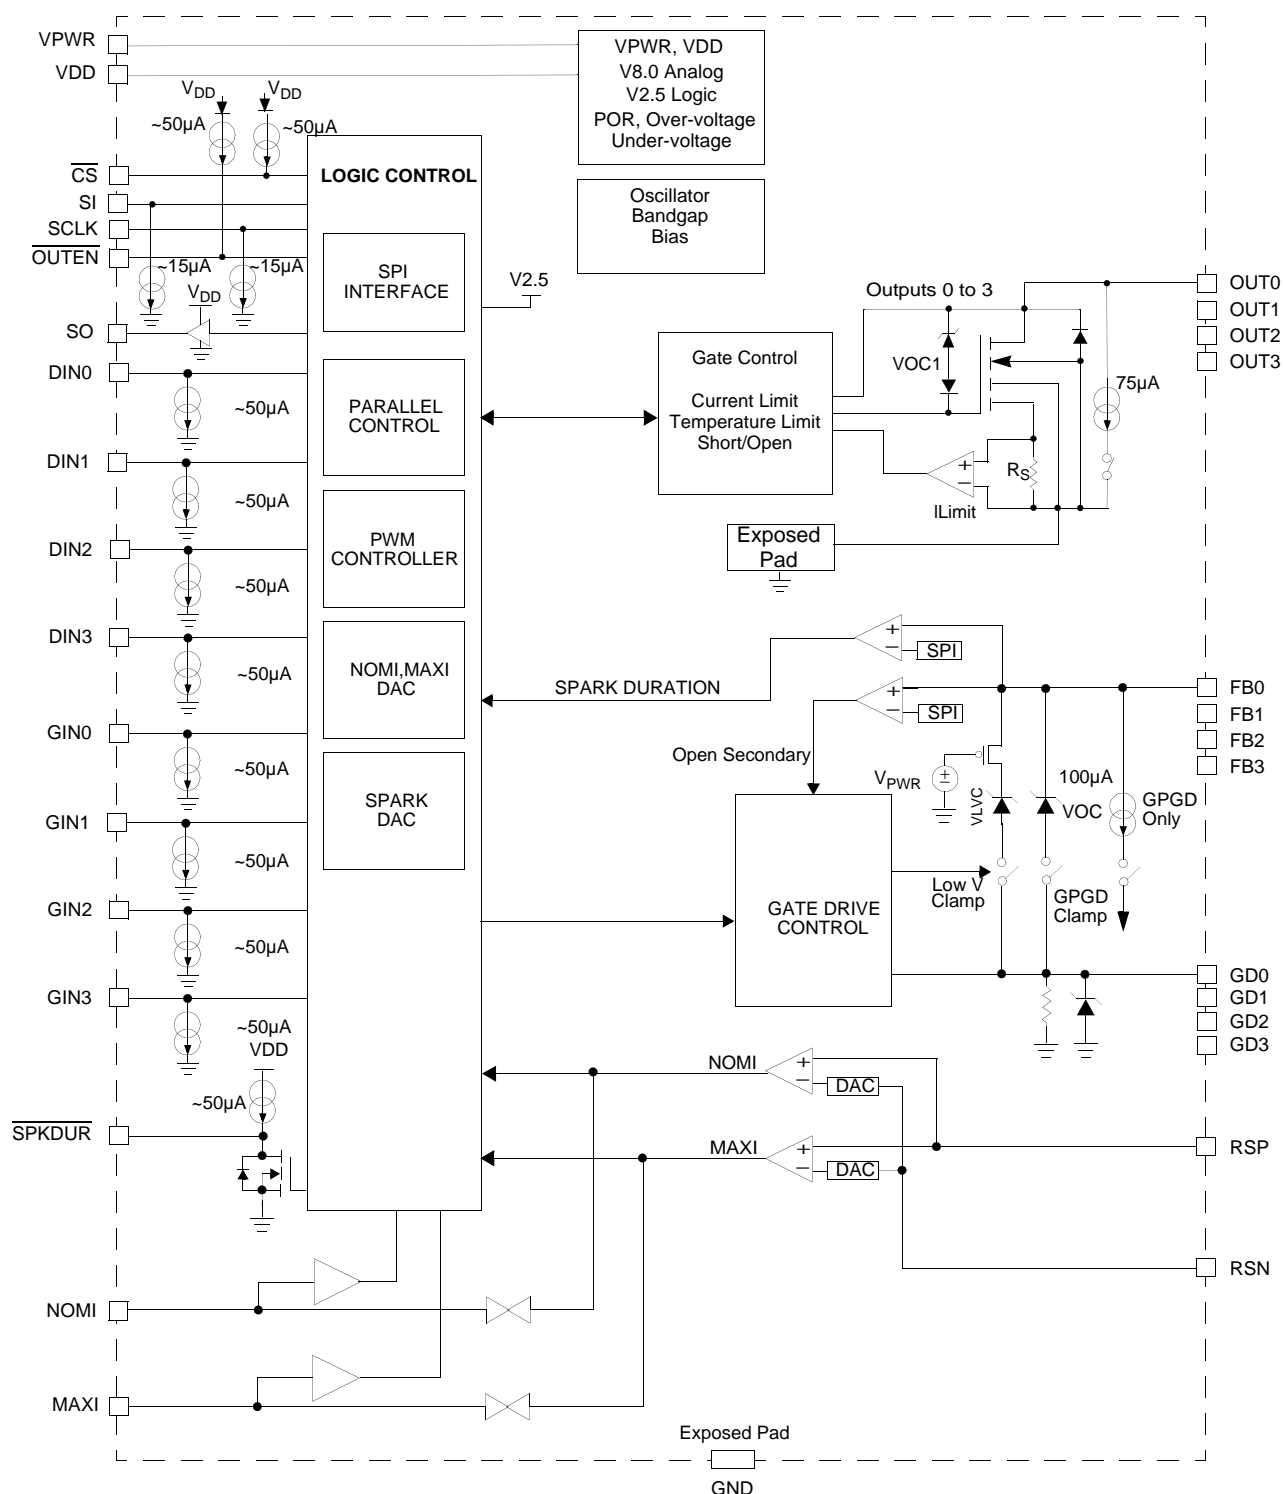 VPWR
VDD
VPWR, VDD
V8.0 Analog
V2.5 Logic
POR, Over-voltage
Under-voltage
VDD
VDD
~50µA
~50µA
CS
SI
SCLK
OUTEN
LOGIC CONTROL
Oscillator
Bandgap
Bias
~15µA
~15µA
VDD
SO
SPI
INTERFACE
V2.5
Outputs 0 to 3
OUT0
OUT1
OUT2
OUT3
DIN0
~50µA
PARALLEL
CONTROL
Gate Control
Current Limit
Temperature Limit
Short/Open
VOC1
75µA
RS
+
−
ILimit
DIN1
~50µA
DIN2
~50µA
PWM
CONTROLLER
Exposed
Pad
DIN3
~50µA
NOMI,MAXI
DAC
SPARK DURATION
+
−
SPI
+
−
SPI
FB0
FB1
FB2
FB3
Open Secondary
GIN0
~50µA
SPARK
DAC
VPWR
±
VLVC
100µA
VOC
GPGD
Only
GIN1
~50µA
GIN2
~50µA
GATE DRIVE
CONTROL
Low V
Clamp
GPGD
Clamp
GIN3
~50µA
VDD
~50µA
GD0
GD1
GD2
GD3
NOMI
+
−
DAC
SPKDUR
MAXI
+
−
DAC
RSP
RSN
NOMI
MAXI
Exposed Pad
GND